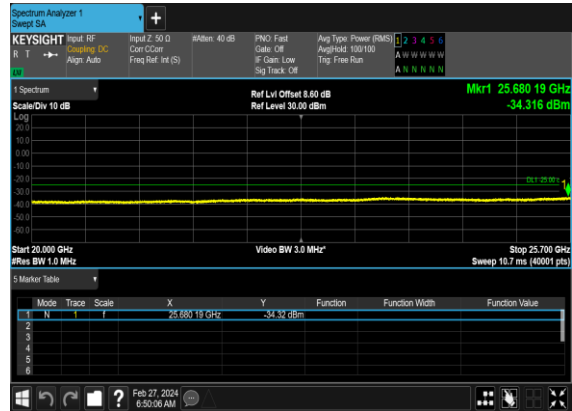 Spectrum Analyzer 1
Swept SA
+
KEYSIGHT Input: RF Input Z: 50 Ω #Atten: 40 dB PNO: Fast Avg Type: Power (RMS) 1 2 3 4 5 6
R T Coupling: DC Corr CCorr Gate: Off Avg|Hold: 100/100 A W W W W W
Align: Auto Freq Ref: Int (S) IF Gain: Low Trig: Free Run
LW Sig Track: Off A N N N N N
1 Spectrum Ref Lvl Offset 8.60 dB Mkr1 25.680 19 GHz
Scale/Div 10 dB Ref Level 30.00 dBm -34.316 dBm
Log
20.0
10.0
0.00
-10.0
-20.0
DL1 -25.00
1
-30.0
-40.0
-50.0
-60.0
Start 20.000 GHz Video BW 3.0 MHz* Stop 25.700 GHz
#Res BW 1.0 MHz Sweep 10.7 ms (40001 pts)
5 Marker Table
Mode Trace Scale X Y Function Function Width Function Value
1 N 1 f 25.680 19 GHz -34.32 dBm
2
3
4
5
6
? Feb 27, 2024
6:50:06 AM